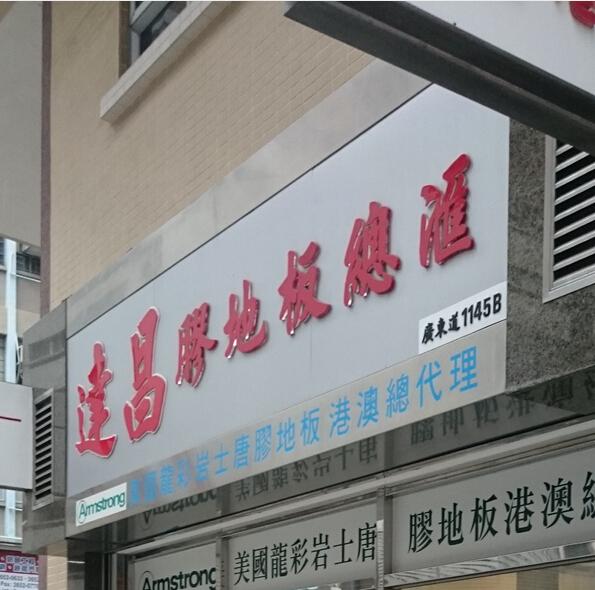 達昌膠地板總滙
廣東道1145B
Armstrong 美國龍彩岩士唐膠地板 港澳總代理
Armstrong 美國龍彩岩士唐 膠地板港澳總